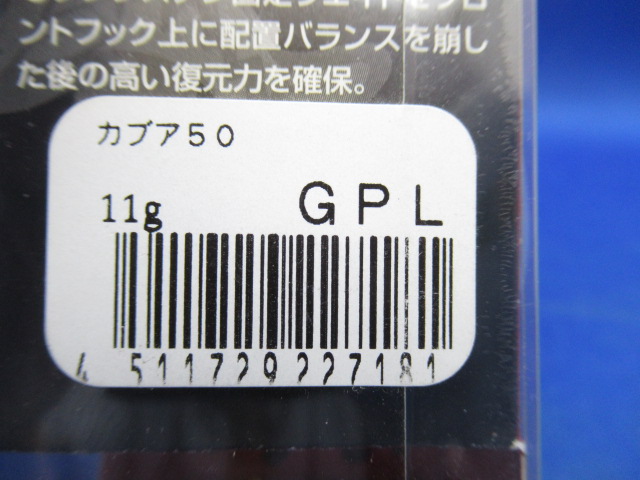 ントフック上に配置バランスを崩し
た後の高い復元力を確保。
カブア50
11g GPL
4 511729 227181